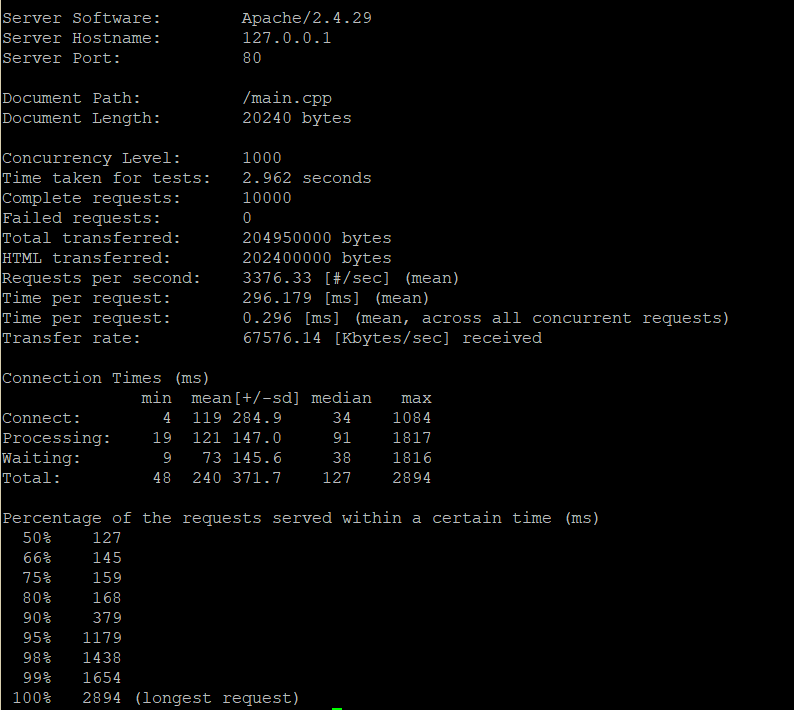 Server Software:        Apache/2.4.29
Server Hostname:        127.0.0.1
Server Port:            80

Document Path:          /main.cpp
Document Length:        20240 bytes

Concurrency Level:      1000
Time taken for tests:   2.962 seconds
Complete requests:      10000
Failed requests:        0
Total transferred:      204950000 bytes
HTML transferred:       202400000 bytes
Requests per second:    3376.33 [#/sec] (mean)
Time per request:       296.179 [ms] (mean)
Time per request:       0.296 [ms] (mean, across all concurrent requests)
Transfer rate:          67576.14 [Kbytes/sec] received

Connection Times (ms)
              min  mean[+/-sd] median   max
Connect:        4  119 284.9     34    1084
Processing:    19  121 147.0     91    1817
Waiting:        9   73 145.6     38    1816
Total:         48  240 371.7    127    2894

Percentage of the requests served within a certain time (ms)
  50%    127
  66%    145
  75%    159
  80%    168
  90%    379
  95%   1179
  98%   1438
  99%   1654
 100%   2894 (longest request)